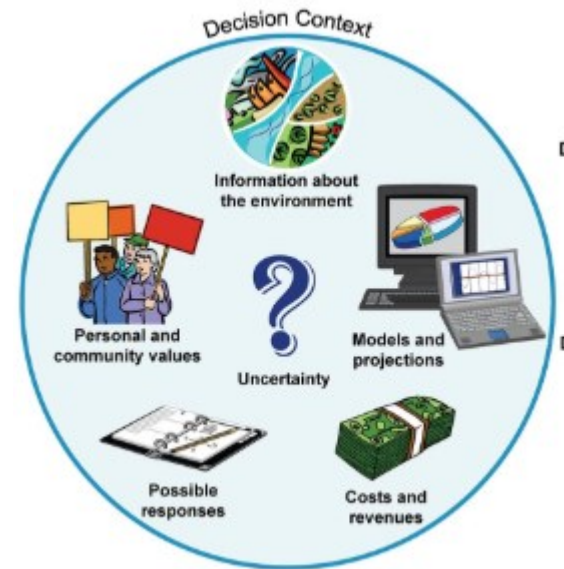 Decision Context
Information about
the environment
Personal and
community values
Models and
projections
Uncertainty
Possible
responses
Costs and
revenues